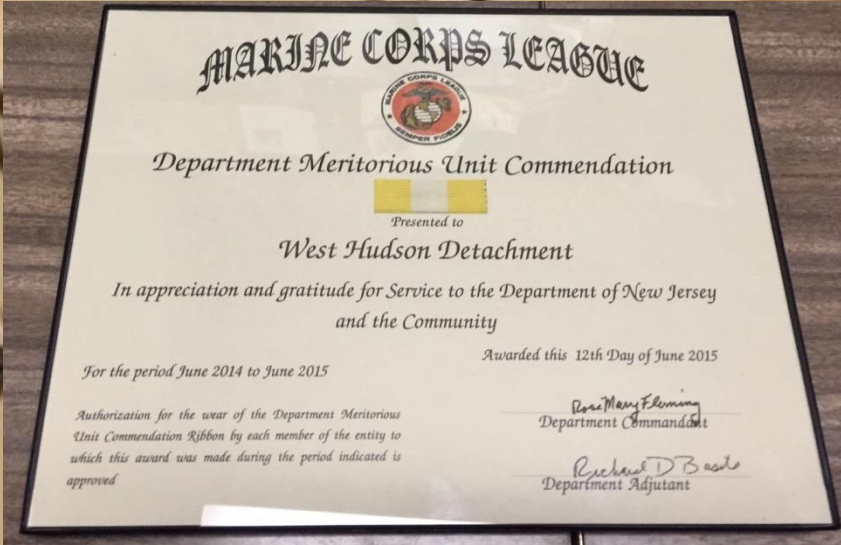 MARINE CORPS LEAGUE
MARINE CORPS LEAGUE
SEMPER FIDELIS
Department Meritorious Unit Commendation
Presented to
West Hudson Detachment
In appreciation and gratitude for Service to the Department of New Jersey
and the Community
Awarded this 12th Day of June 2015
For the period June 2014 to June 2015
Authorization for the wear of the Department Meritorious
Unit Commendation Ribbon by each member of the entity to
which this award was made during the period indicated is
approved
Rose Mary Fleming
Department Commandant
Richard D Basile
Department Adjutant